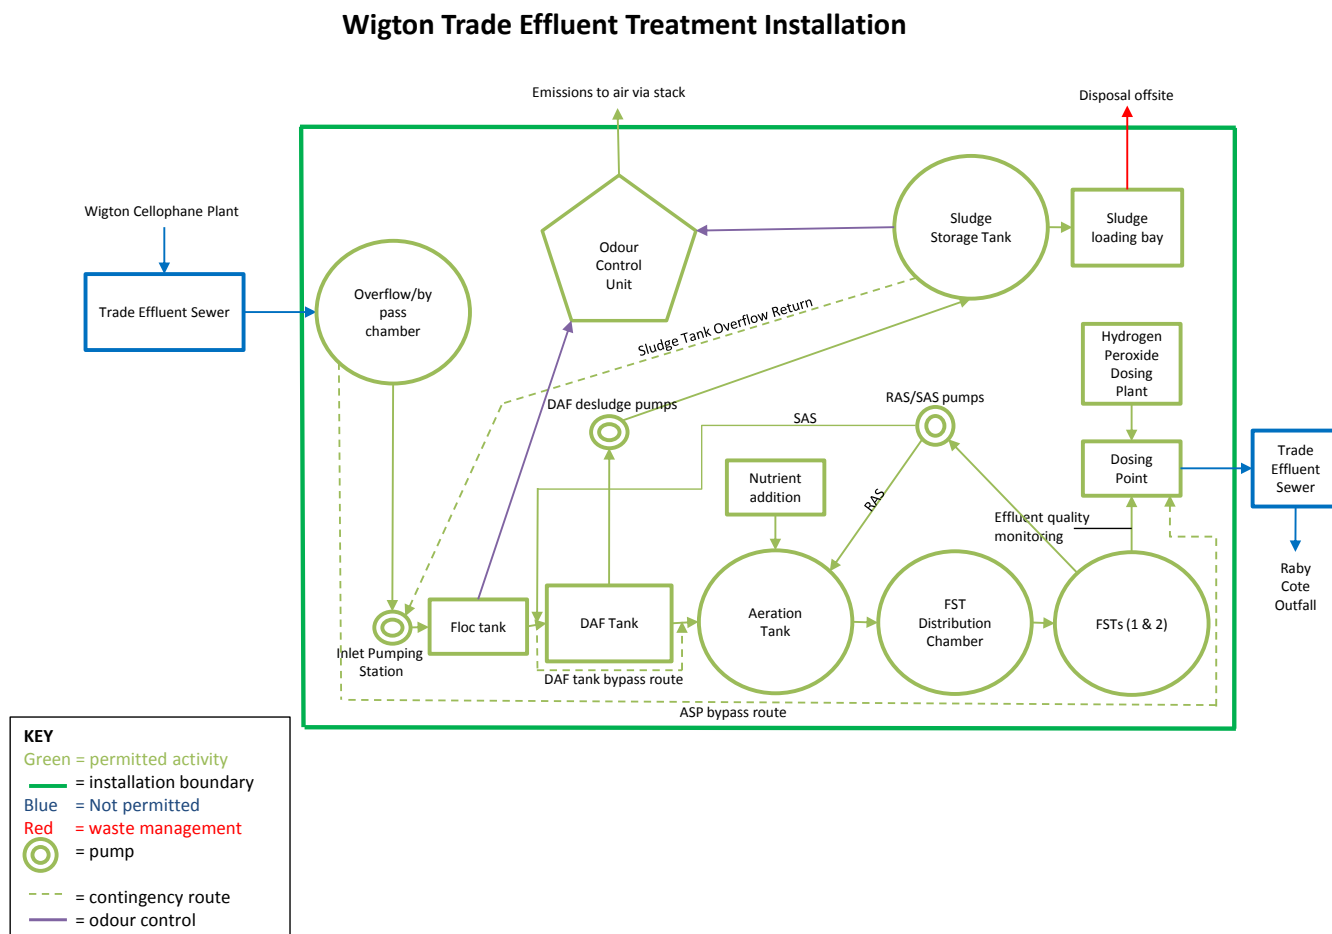 Wigton Trade Effluent Treatment Installation
Emissions to air via stack
Disposal offsite
Wigton Cellophane Plant
Trade Effluent Sewer
Overflow/by
pass
chamber
Odour
Control
Unit
Sludge
Storage Tank
Sludge
loading bay
Sludge Tank Overflow Return
Hydrogen
Peroxide
Dosing
Plant
DAF desludge pumps
RAS/SAS pumps
SAS
RAS
Nutrient
addition
Dosing
Point
Trade
Effluent
Sewer
Effluent quality
monitoring
Raby
Cote
Outfall
Floc tank
DAF Tank
Aeration
Tank
FST
Distribution
Chamber
FSTs (1 & 2)
Inlet Pumping
Station
DAF tank bypass route
ASP bypass route
KEY
Green = permitted activity
= installation boundary
Blue = Not permitted
Red = waste management
= pump
= contingency route
= odour control